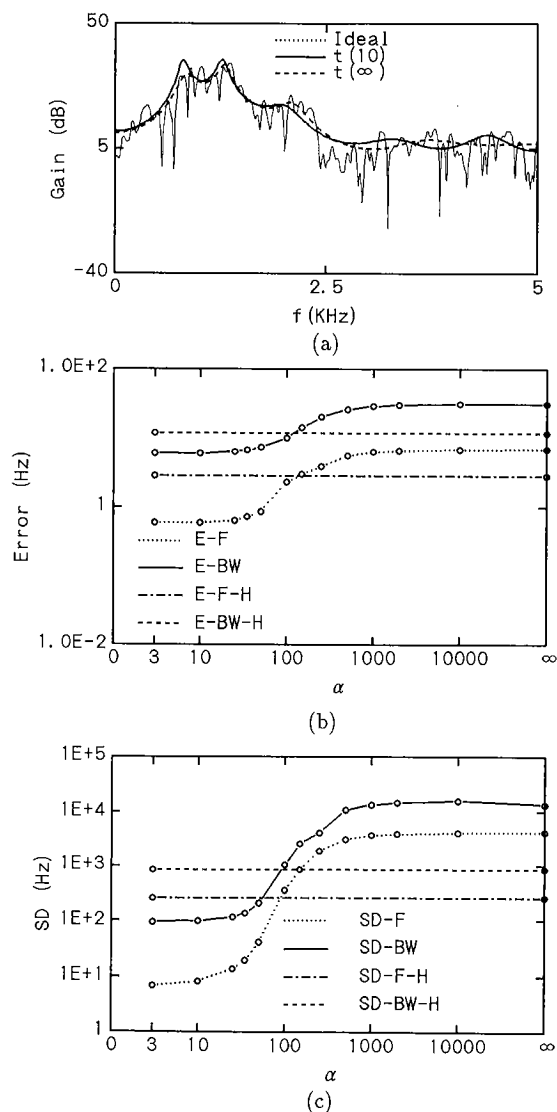 50
Ideal
t(10)
t(∞)
Gain (dB)
5
-40
0
2.5
5
f(KHz)
(a)
1.0E+2
Error (Hz)
1
E-F
E-BW
E-F-H
E-BW-H
1.0E-2
0 3 10 100 1000 10000 ∞
α
(b)
1E+5
1E+4
1E+3
SD (Hz)
1E+2
SD-F
SD-BW
1E+1
SD-F-H
SD-BW-H
1
0 3 10 100 1000 10000 ∞
α
(c)